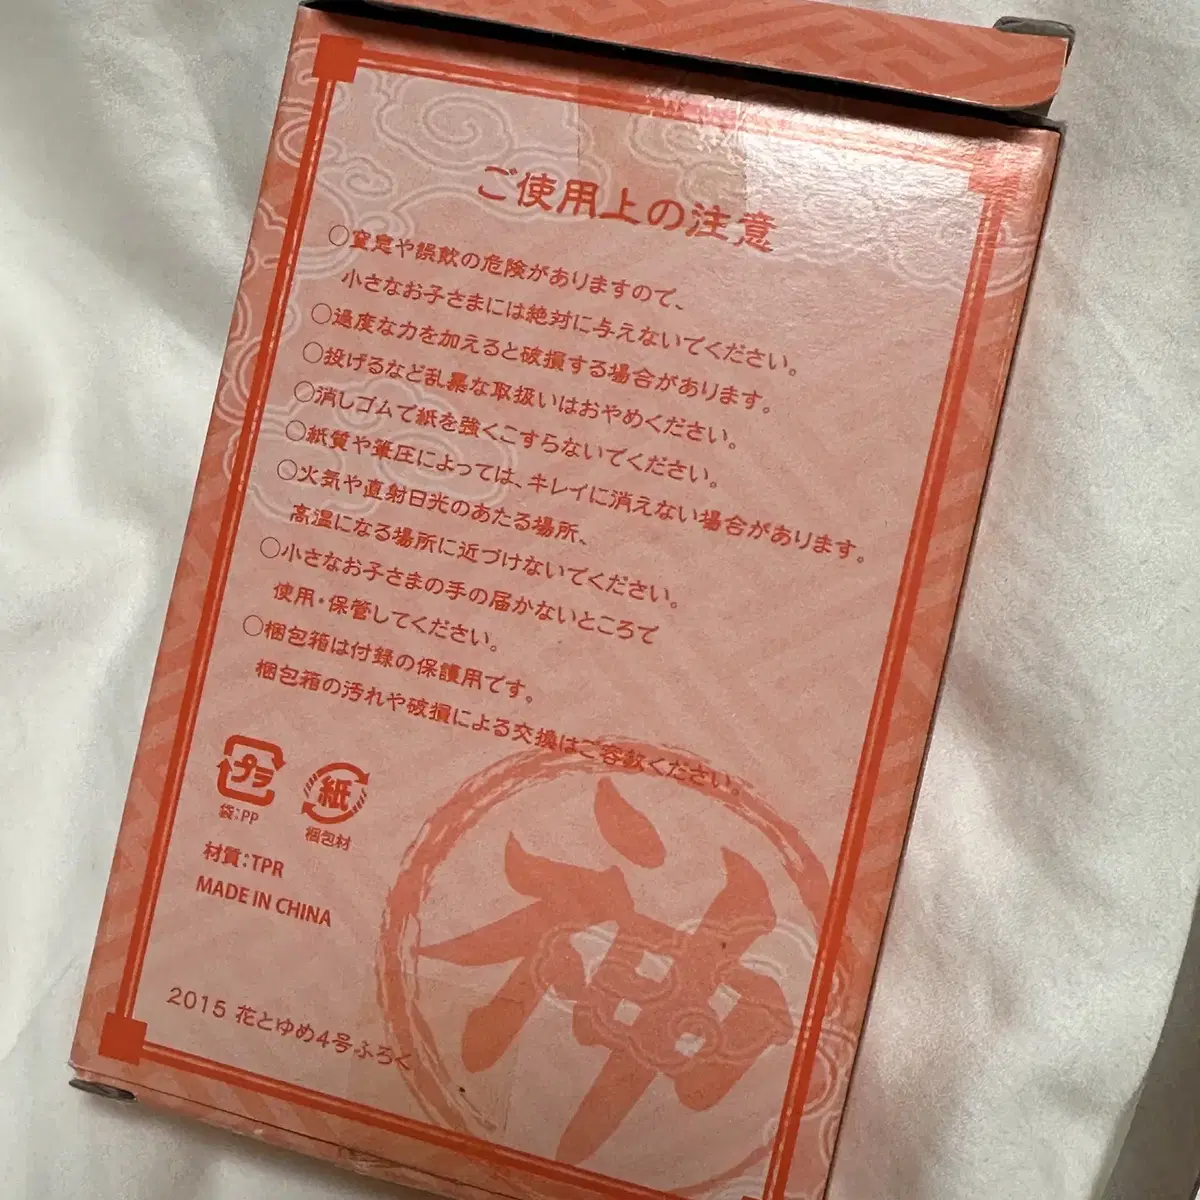 ご使用上の注意
○窒息や誤飲の危険がありますので、
小さなお子さまには絶対に与えないでください。
○過度な力を加えると破損する場合があります。
○投げるなど乱暴な取扱いはおやめください。
○消しゴムで紙を強くこすらないでください。
○紙質や筆圧によっては、キレイに消えない場合があります。
○火気や直射日光のあたる場所、
高温になる場所に近づけないでください。
○小さなお子さまの手の届かないところで
使用・保管してください。
○梱包箱は付録の保護用です。
梱包箱の汚れや破損による交換はご容赦ください。
プラ
袋:PP
紙
梱包材
材質:TPR
MADE IN CHINA
神
2015 花とゆめ4号ふろく